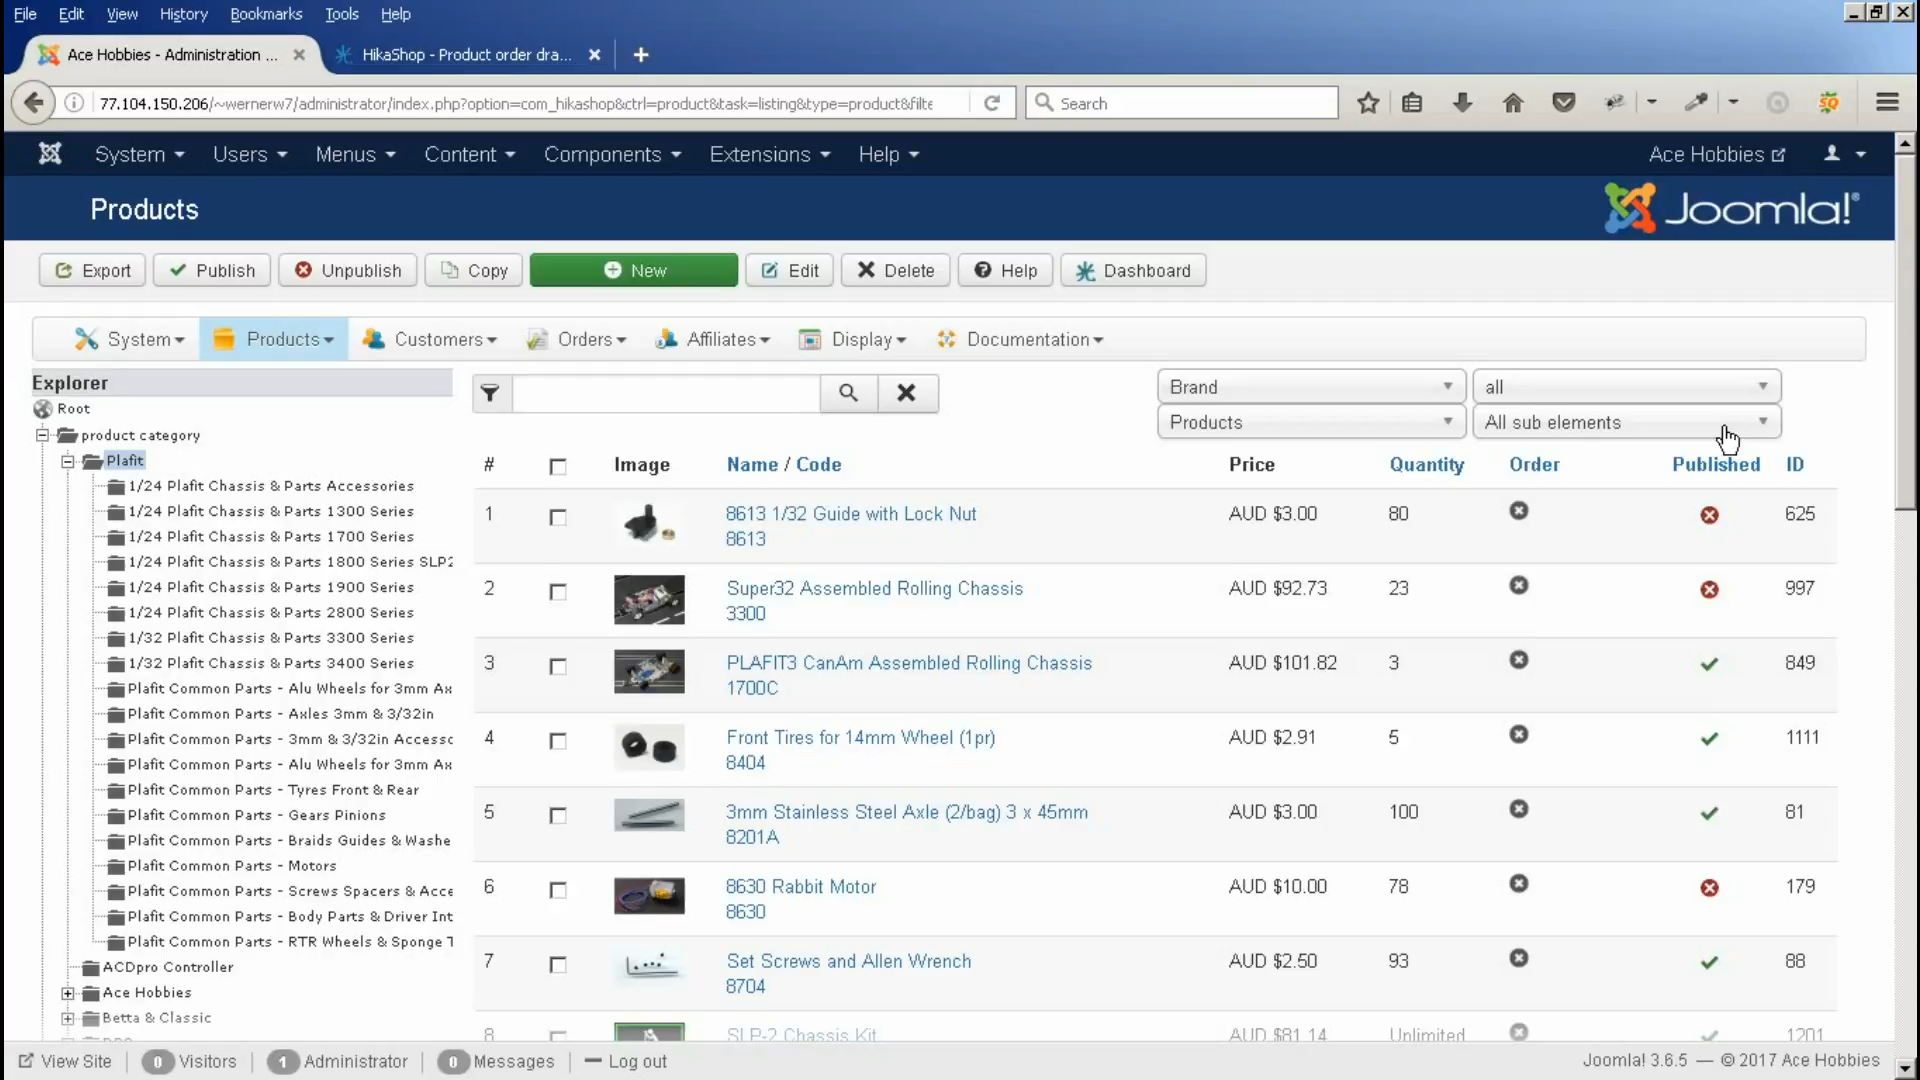 File Edit View History Bookmarks Tools Help
Ace Hobbies - Administration ...
HikaShop - Product order dra...
77.104.150.206/~wernerw7/administrator/index.php?option=com_hikashop&ctrl=product&task=listing&type=product&filte
Search
System Users Menus Content Components Extensions Help Ace Hobbies
Products
Joomla!®
Export Publish Unpublish Copy New Edit Delete Help Dashboard
System Products Customers Orders Affiliates Display Documentation
Explorer
Root
product category
Plafit
1/24 Plafit Chassis & Parts Accessories
1/24 Plafit Chassis & Parts 1300 Series
1/24 Plafit Chassis & Parts 1700 Series
1/24 Plafit Chassis & Parts 1800 Series SLP2
1/24 Plafit Chassis & Parts 1900 Series
1/24 Plafit Chassis & Parts 2800 Series
1/32 Plafit Chassis & Parts 3300 Series
1/32 Plafit Chassis & Parts 3400 Series
Plafit Common Parts - Alu Wheels for 3mm Ax
Plafit Common Parts - Axles 3mm & 3/32in
Plafit Common Parts - 3mm & 3/32in Accessc
Plafit Common Parts - Alu Wheels for 3mm Ax
Plafit Common Parts - Tyres Front & Rear
Plafit Common Parts - Gears Pinions
Plafit Common Parts - Braids Guides & Washe
Plafit Common Parts - Motors
Plafit Common Parts - Screws Spacers & Acce
Plafit Common Parts - Body Parts & Driver Int
Plafit Common Parts - RTR Wheels & Sponge T
ACDpro Controller
Ace Hobbies
Betta & Classic
Brand all
Products All sub elements
# Image Name / Code Price Quantity Order Published ID
1 8613 1/32 Guide with Lock Nut AUD $3.00 80 625
8613
2 Super32 Assembled Rolling Chassis AUD $92.73 23 997
3300
3 PLAFIT3 CanAm Assembled Rolling Chassis AUD $101.82 3 849
1700C
4 Front Tires for 14mm Wheel (1pr) AUD $2.91 5 1111
8404
5 3mm Stainless Steel Axle (2/bag) 3 x 45mm AUD $3.00 100 81
8201A
6 8630 Rabbit Motor AUD $10.00 78 179
8630
7 Set Screws and Allen Wrench AUD $2.50 93 88
8704
8 SLP-2 Chassis Kit AUD $81.14 Unlimited 1201
View Site 0 Visitors 1 Administrator 0 Messages Log out
Joomla! 3.6.5 — © 2017 Ace Hobbies